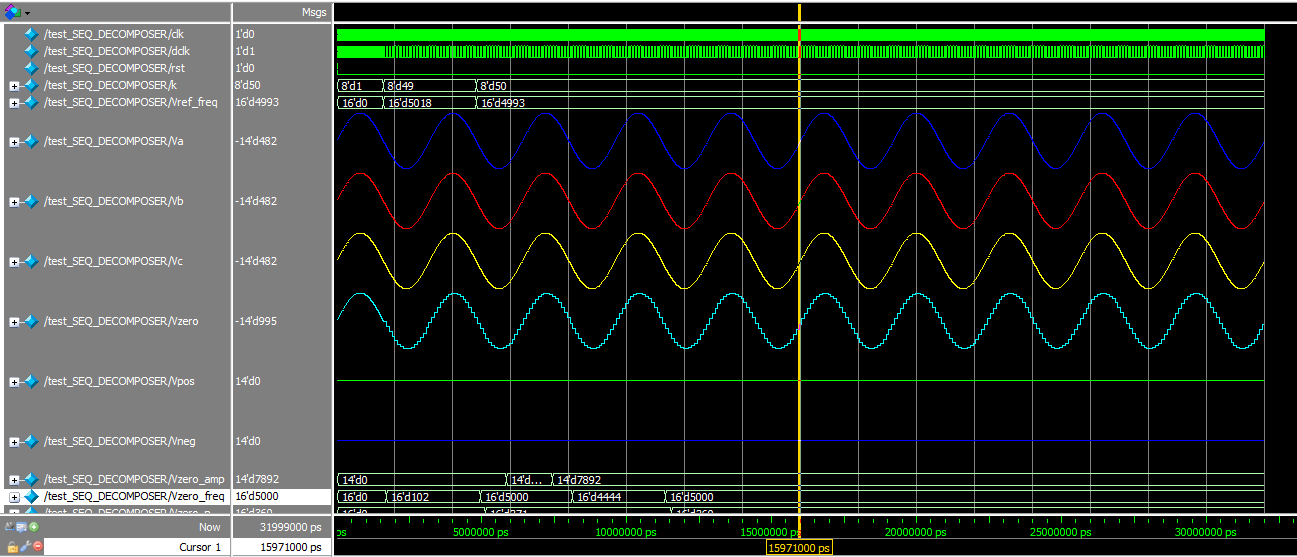 Msgs
/test_SEQ_DECOMPOSER/clk 1'd0
/test_SEQ_DECOMPOSER/dclk 1'd1
/test_SEQ_DECOMPOSER/rst 1'd0
/test_SEQ_DECOMPOSER/k 8'd50 8'd1 8'd49 8'd50
/test_SEQ_DECOMPOSER/Vref_freq 16'd4993 16'd0 16'd5018 16'd4993
/test_SEQ_DECOMPOSER/Va -14'd482
/test_SEQ_DECOMPOSER/Vb -14'd482
/test_SEQ_DECOMPOSER/Vc -14'd482
/test_SEQ_DECOMPOSER/Vzero -14'd995
/test_SEQ_DECOMPOSER/Vpos 14'd0
/test_SEQ_DECOMPOSER/Vneg 14'd0
/test_SEQ_DECOMPOSER/Vzero_amp 14'd7892 14'd0 14'd... 14'd7892
/test_SEQ_DECOMPOSER/Vzero_freq 16'd5000 16'd0 16'd102 16'd5000 16'd4444 16'd5000
Now 31999000 ps ps 5000000 ps 10000000 ps 15000000 ps 20000000 ps 25000000 ps 30000000 ps
Cursor 1 15971000 ps 15971000 ps